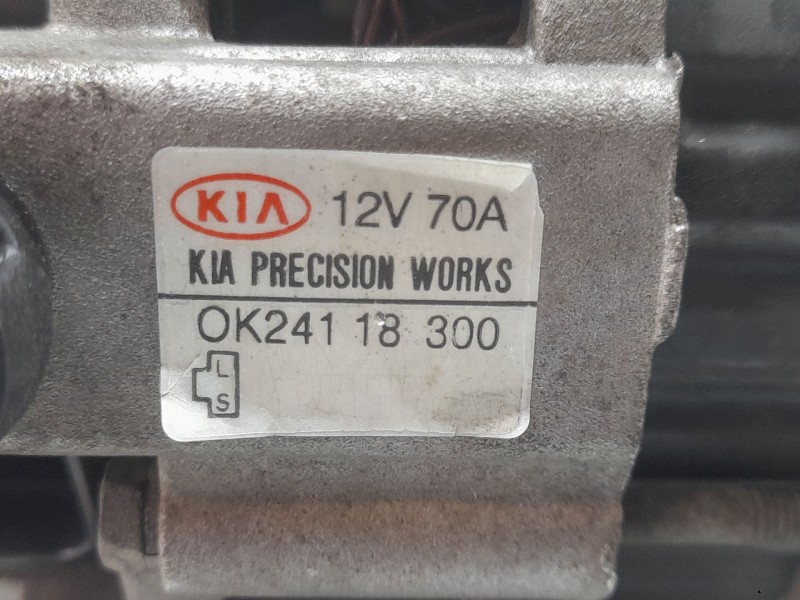 KIA 12V 70A
KIA PRECISION WORKS
OK241 18 300
L
S